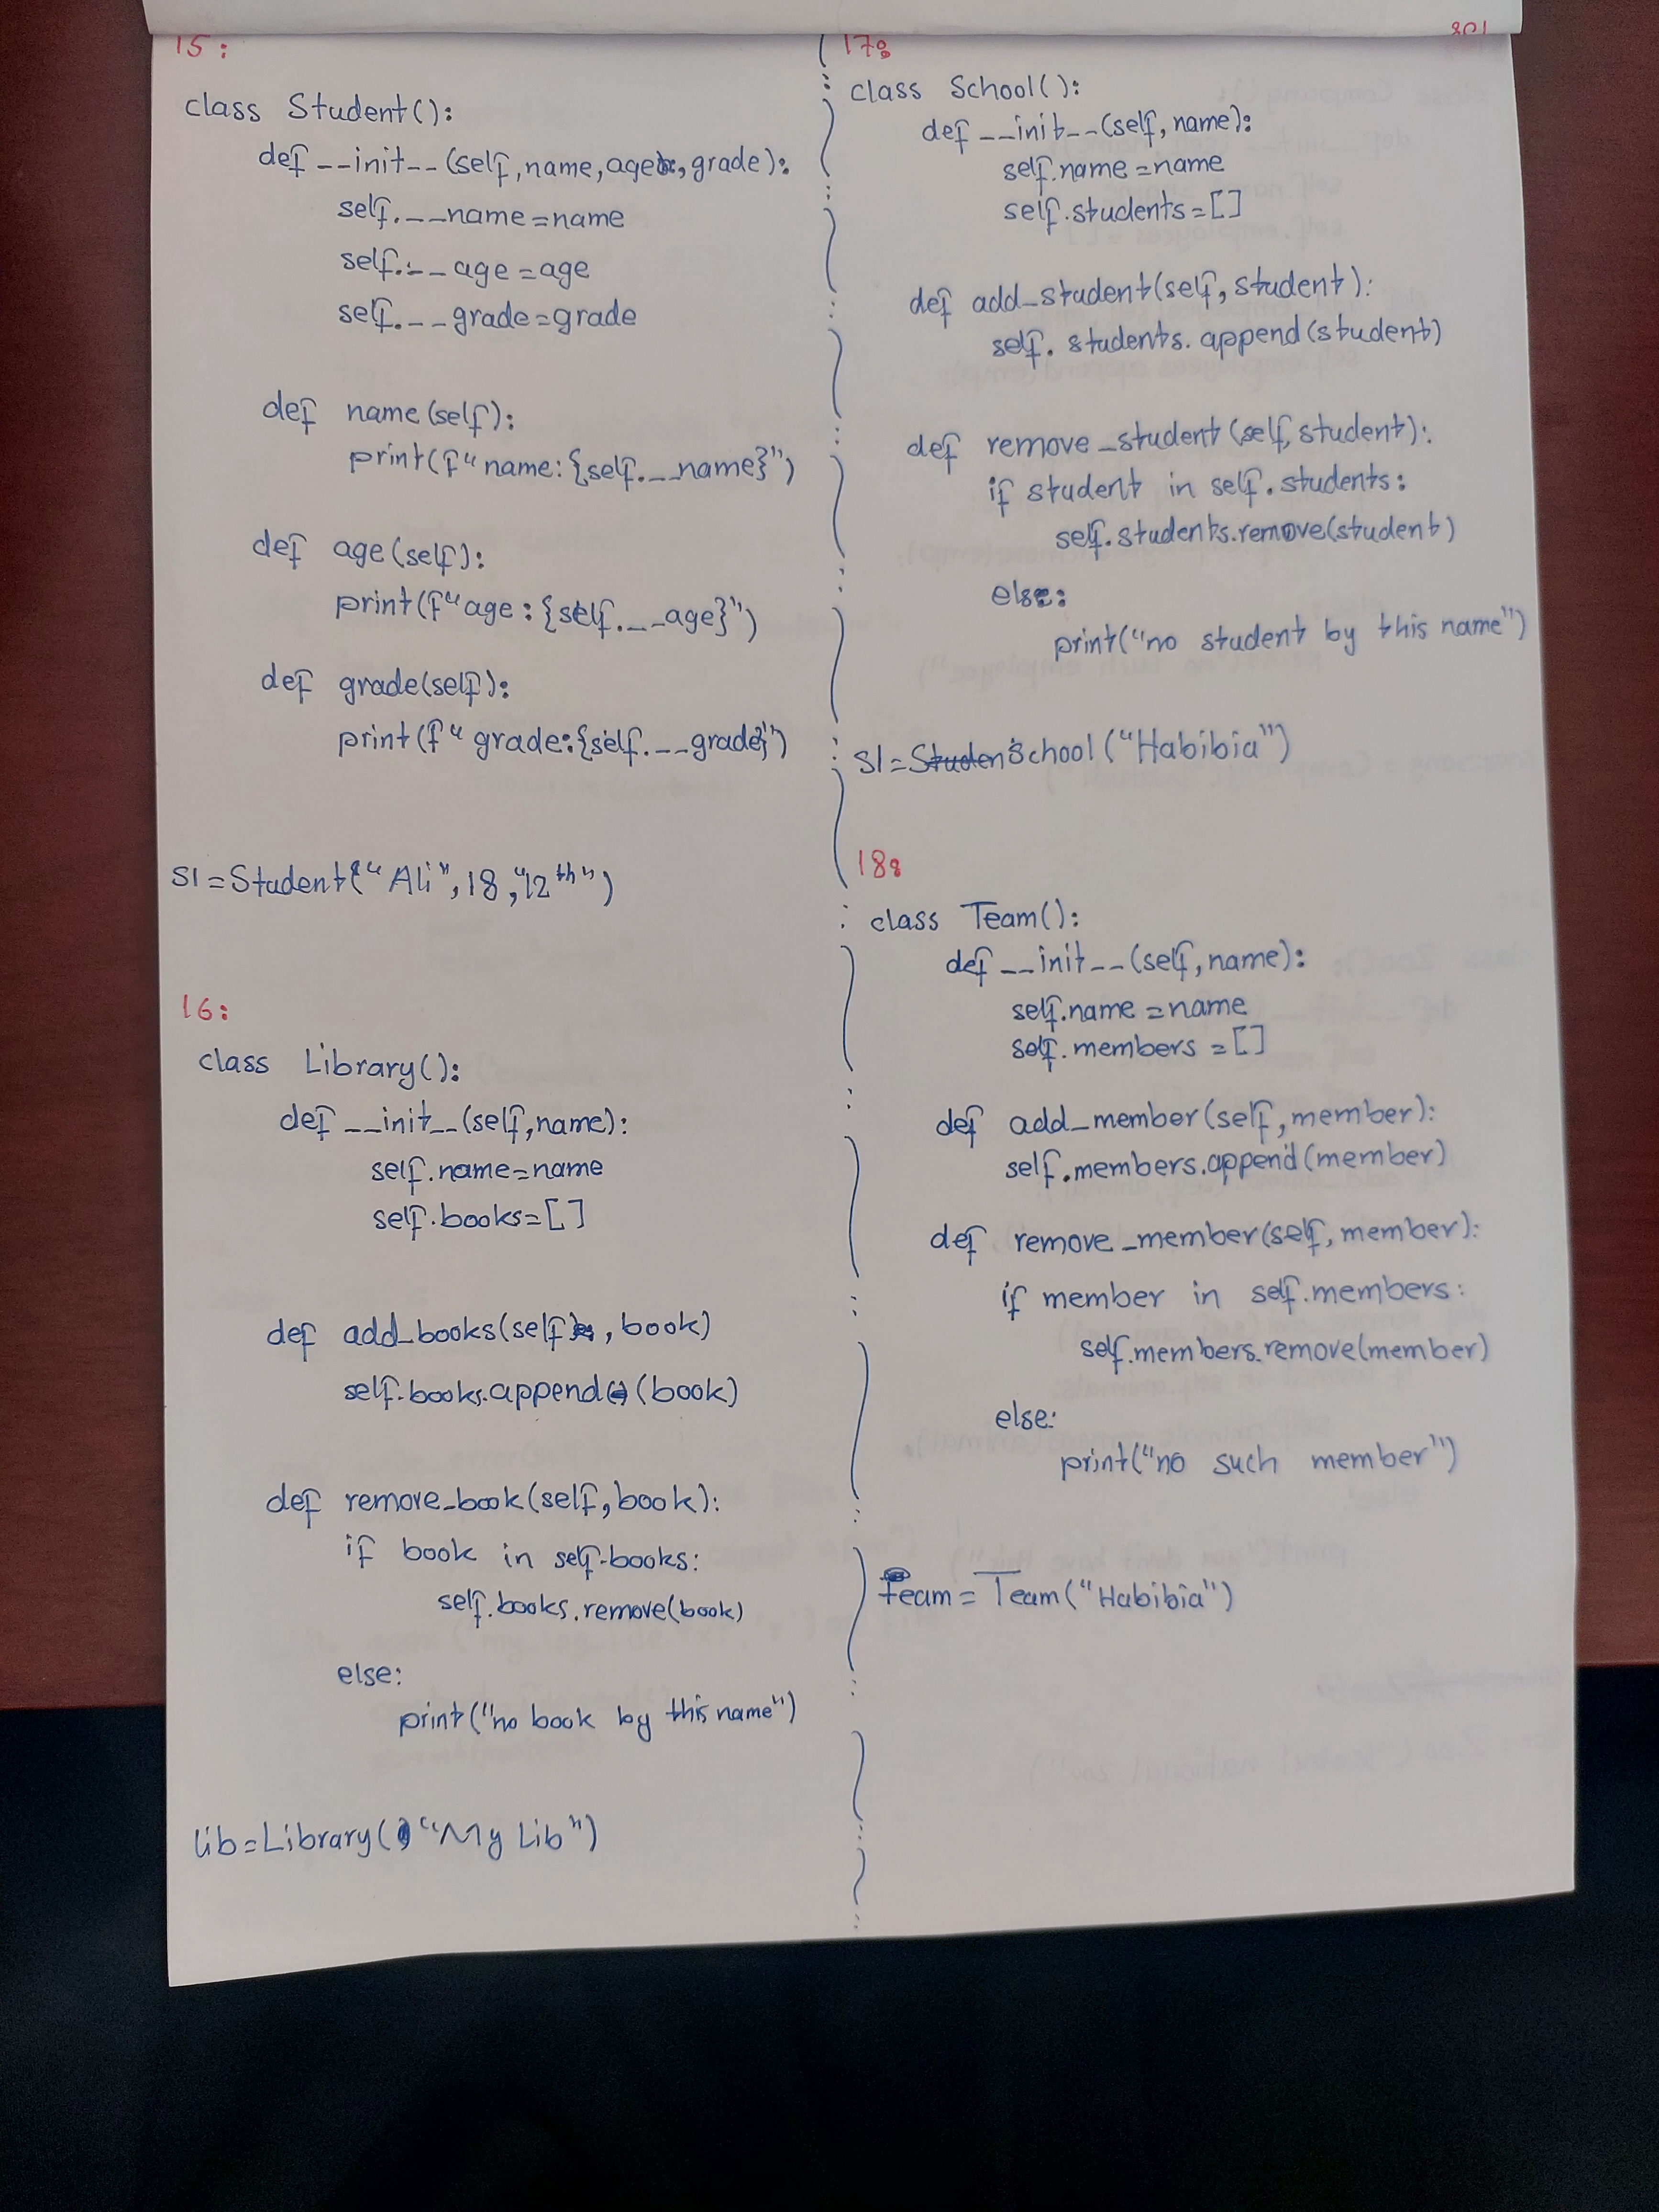 15:
class Student():
def __init__(self,name,age,grade):
self.__name=name
self.__age=age
self.__grade=grade
def name(self):
print(f"name:{self.__name}")
def age(self):
print(f"age:{self.__age}")
def grade(self):
print(f"grade:{self.__grade}")
S1=Student("Ali",18,"12th")
16:
class Library():
def __init__(self,name):
self.name=name
self.books=[]
def add_books(self,book)
self.books.append(book)
def remove_book(self,book):
if book in self.books:
self.books.remove(book)
else:
print("no book by this name")
lib=Library("My Lib")
17:
class School():
def __init__(self,name):
self.name=name
self.students=[]
def add_student(self,student):
self.students.append(student)
def remove_student(self,student):
if student in self.students:
self.students.remove(student)
else:
print("no student by this name")
S1=School("Habibia")
18:
class Team():
def __init__(self,name):
self.name=name
self.members=[]
def add_member(self,member):
self.members.append(member)
def remove_member(self,member):
if member in self.members:
self.members.remove(member)
else:
print("no such member")
team=Team("Habibia")